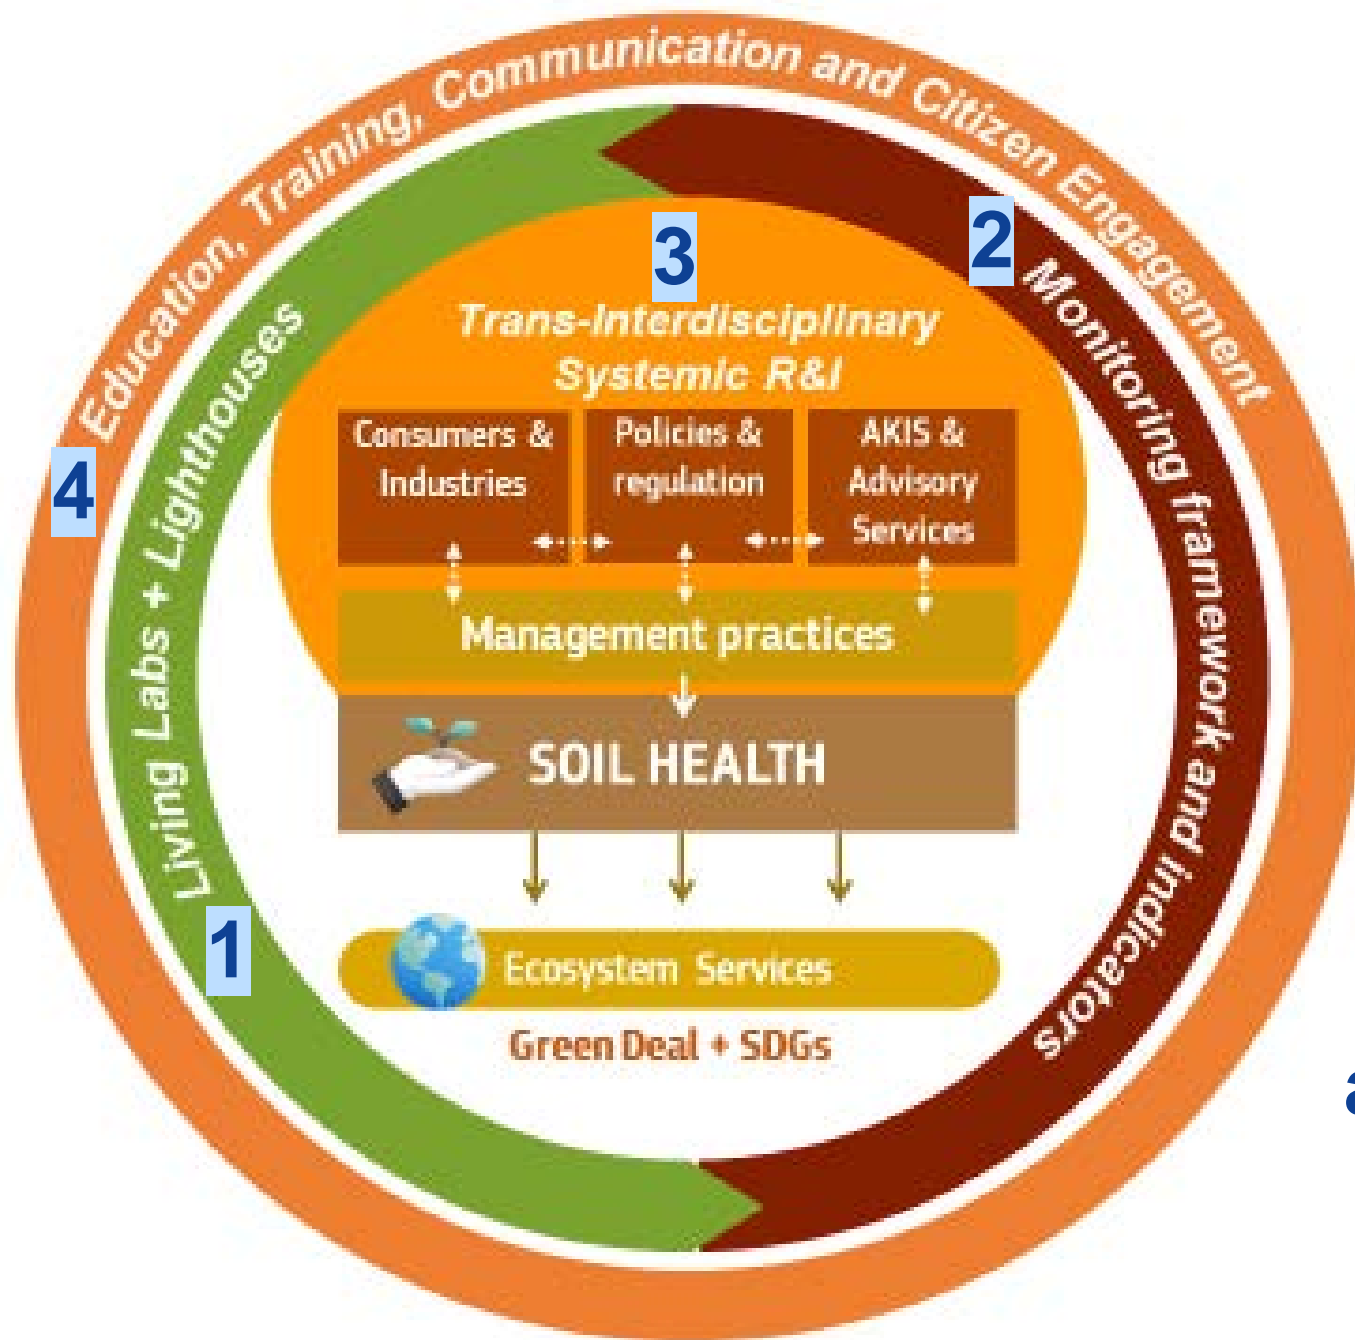 Education, Training, Communication and Citizen Engagement
4
Living Labs + Lighthouses
1
2
Monitoring framework and indicators
3
Trans-Interdisciplinary
Systemic R&I
Consumers &
Industries
Policies &
regulation
AKIS &
Advisory
Services
Management practices
SOIL HEALTH
Ecosystem Services
Green Deal + SDGs